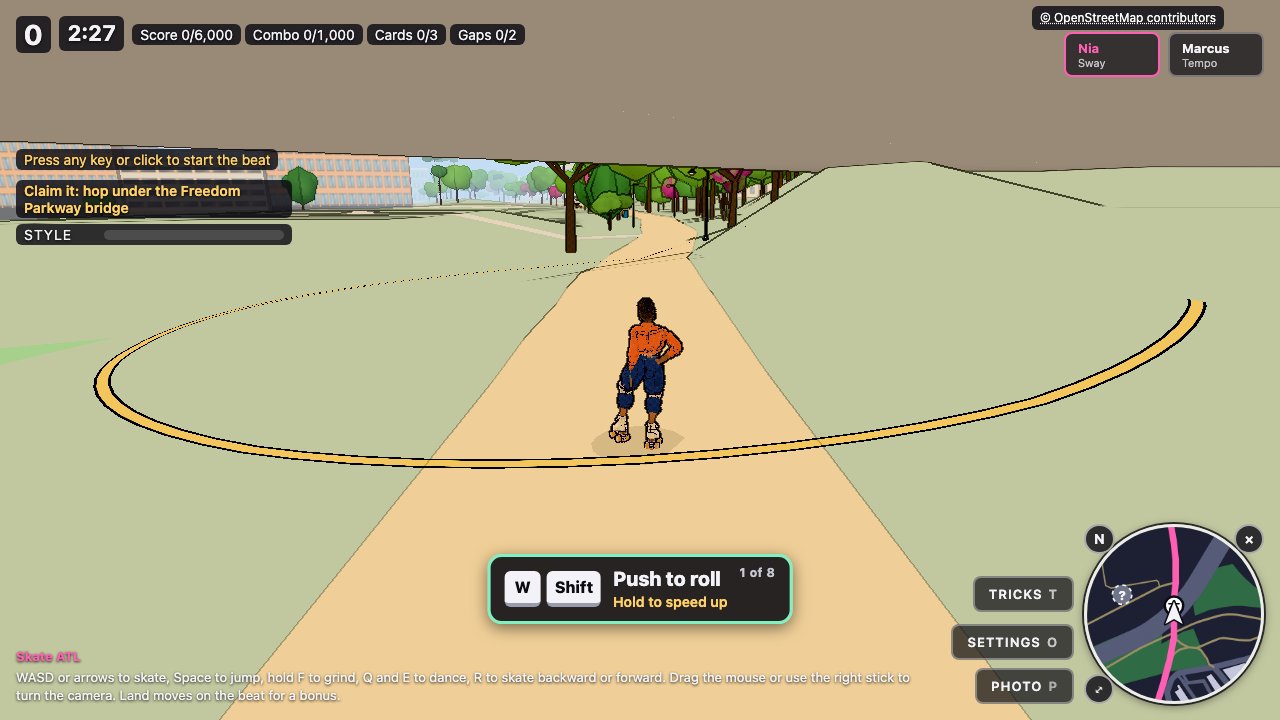 0
2:27
Score 0/6,000
Combo 0/1,000
Cards 0/3
Gaps 0/2
© OpenStreetMap contributors
Nia
Sway
Marcus
Tempo
Press any key or click to start the beat
Claim it: hop under the Freedom
Parkway bridge
STYLE
W
Shift
Push to roll
1 of 8
Hold to speed up
N
×
?
TRICKS T
SETTINGS O
PHOTO P
Skate ATL
WASD or arrows to skate, Space to jump, hold F to grind, Q and E to dance, R to skate backward or forward. Drag the mouse or use the right stick to
turn the camera. Land moves on the beat for a bonus.